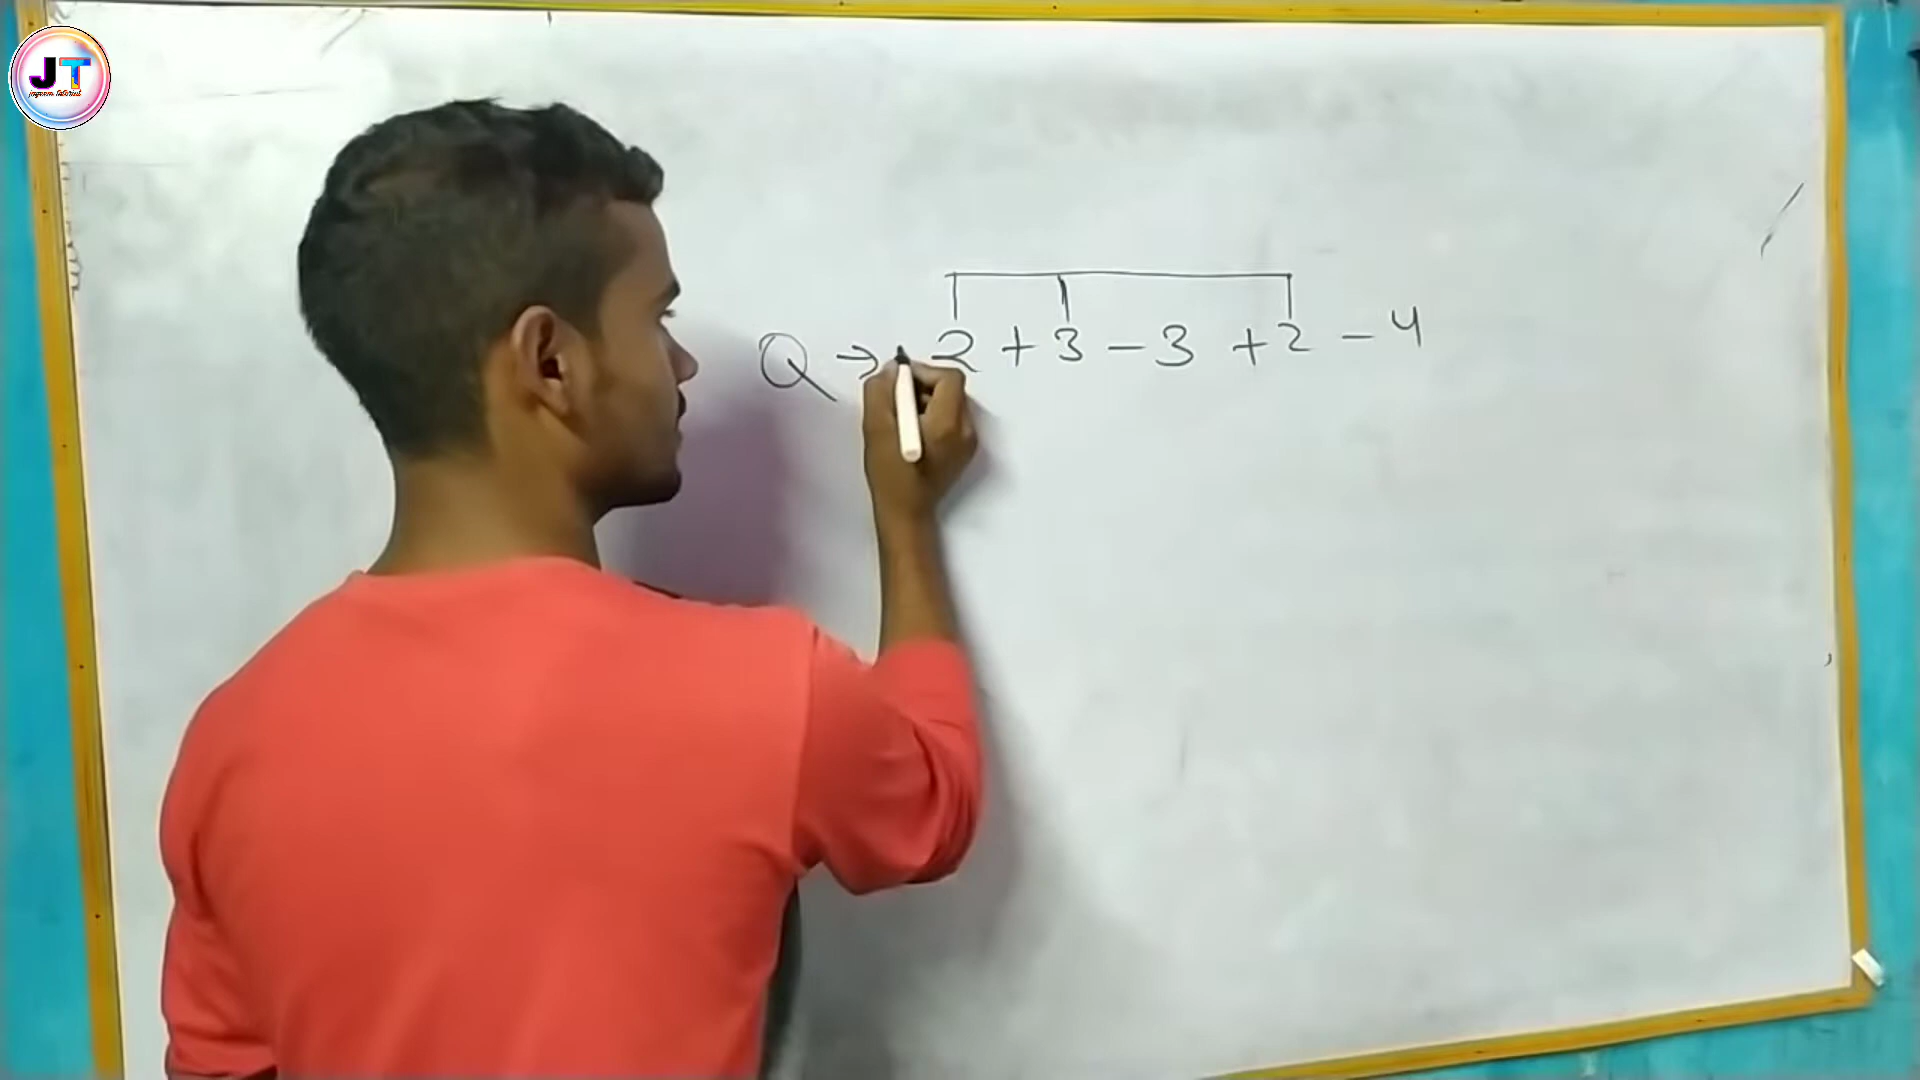 JT
Q → 2 + 3 - 3 + 2 - 4